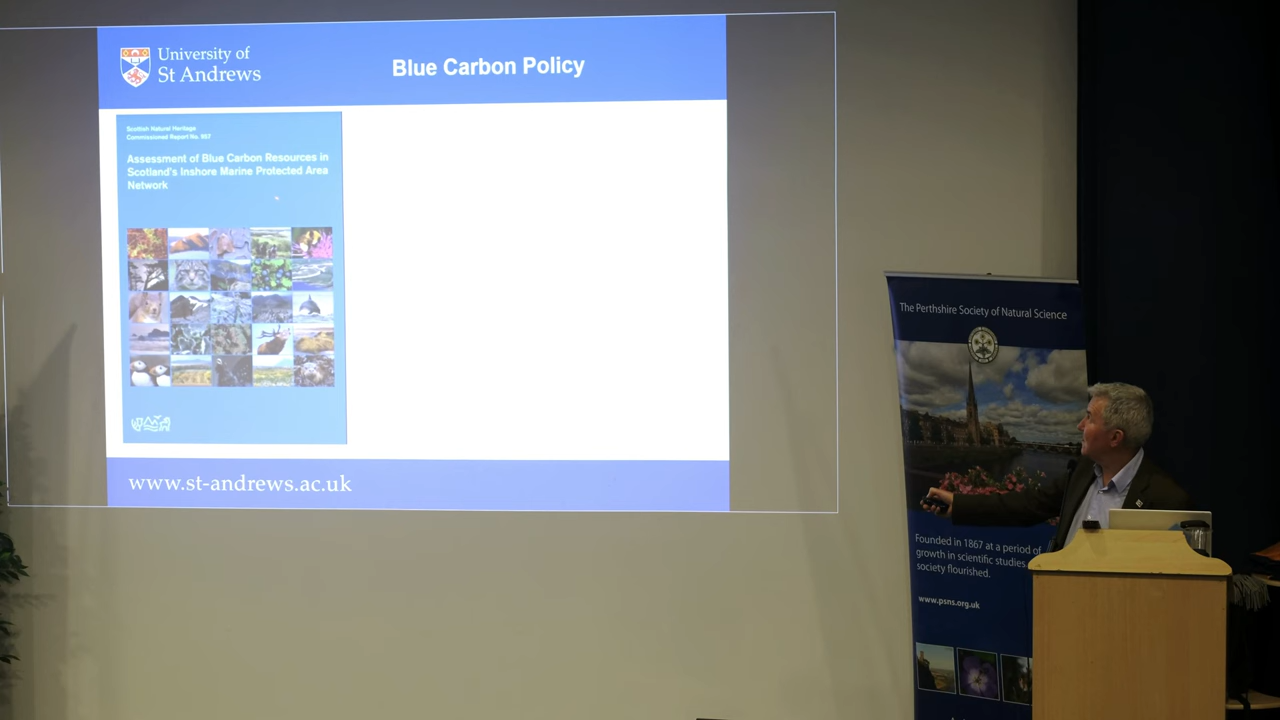 University of
St Andrews
Blue Carbon Policy
Scottish Natural Heritage
Commissioned Report No. 957
Assessment of Blue Carbon Resources in
Scotland's Inshore Marine Protected Area
Network
www.st-andrews.ac.uk
The Perthshire Society of Natural Science
Founded in 1867 at a period of
growth in scientific studies
society flourished.
www.psns.org.uk